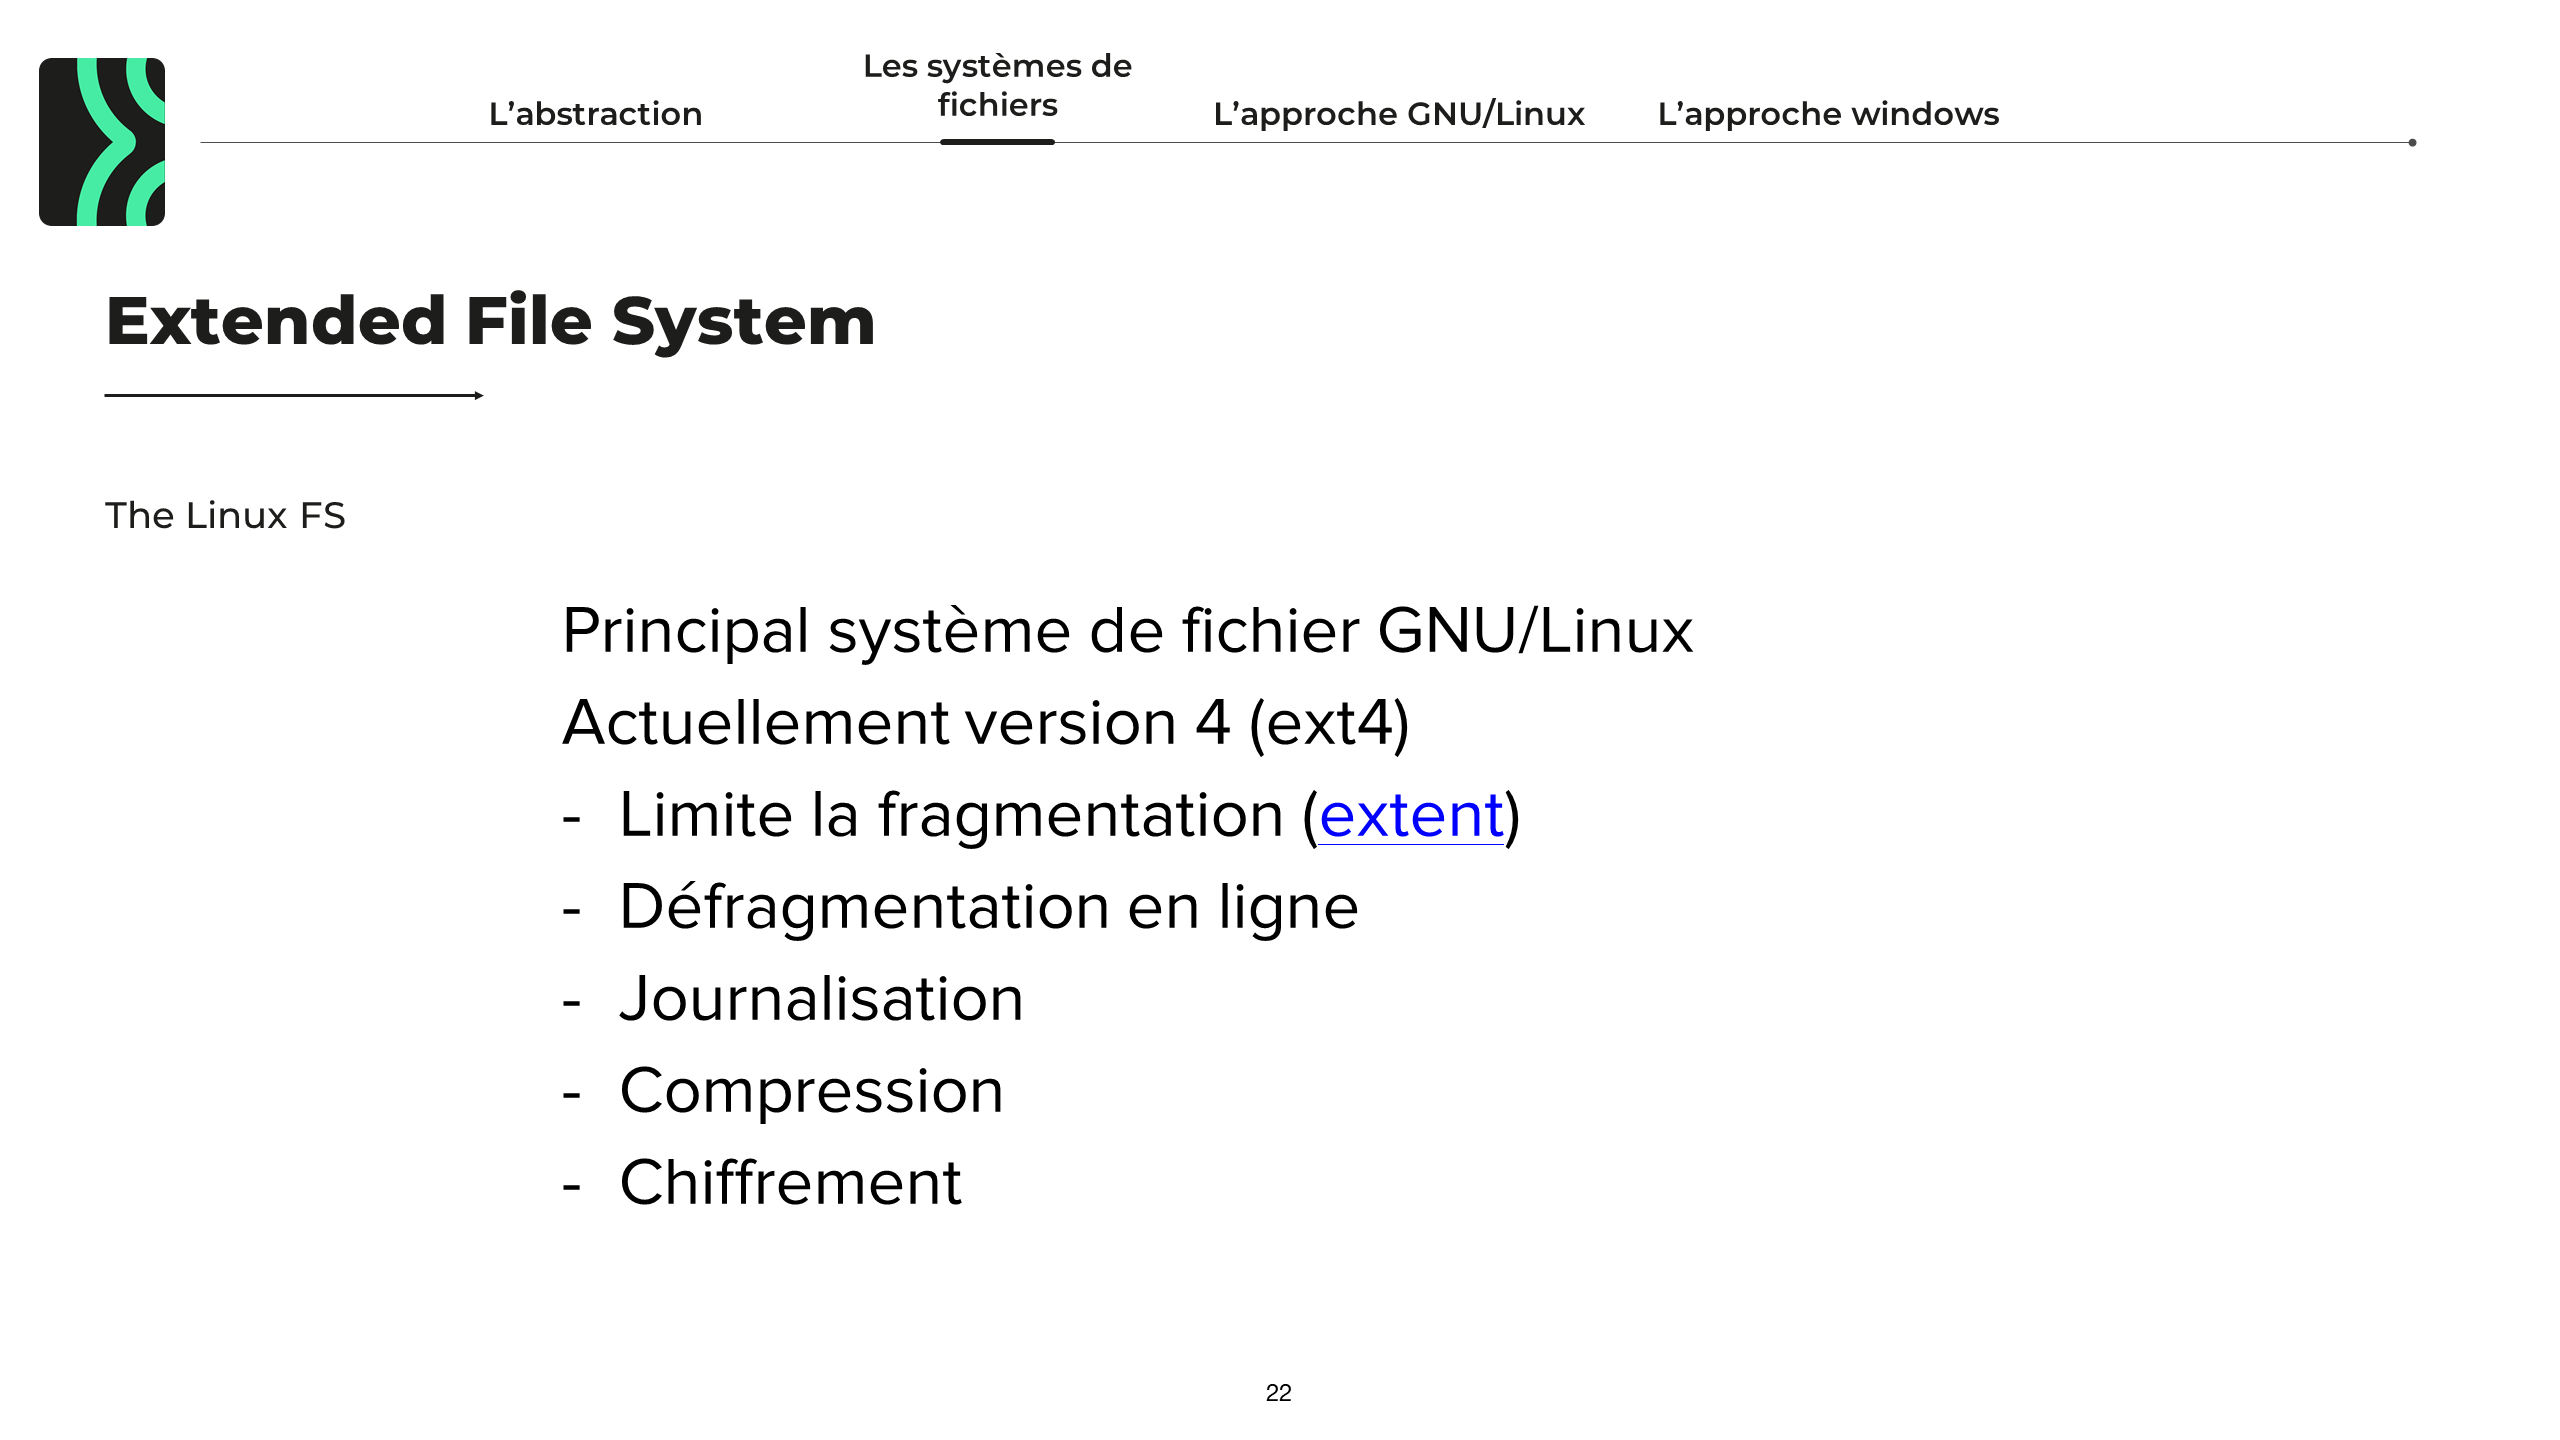 L’abstraction
Les systèmes de
fichiers
L’approche GNU/Linux
L’approche windows
Extended File System
The Linux FS
Principal système de fichier GNU/Linux
Actuellement version 4 (ext4)
- Limite la fragmentation (extent)
- Défragmentation en ligne
- Journalisation
- Compression
- Chiffrement
22